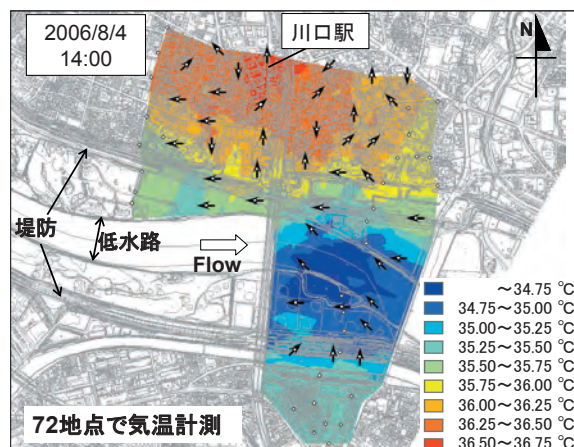 2006/8/4
14:00
川口駅
N
堤防
低水路
Flow
～34.75 ℃
34.75～35.00 ℃
35.00～35.25 ℃
35.25～35.50 ℃
35.50～35.75 ℃
35.75～36.00 ℃
36.00～36.25 ℃
36.25～36.50 ℃
36.50～36.75 ℃
72地点で気温計測